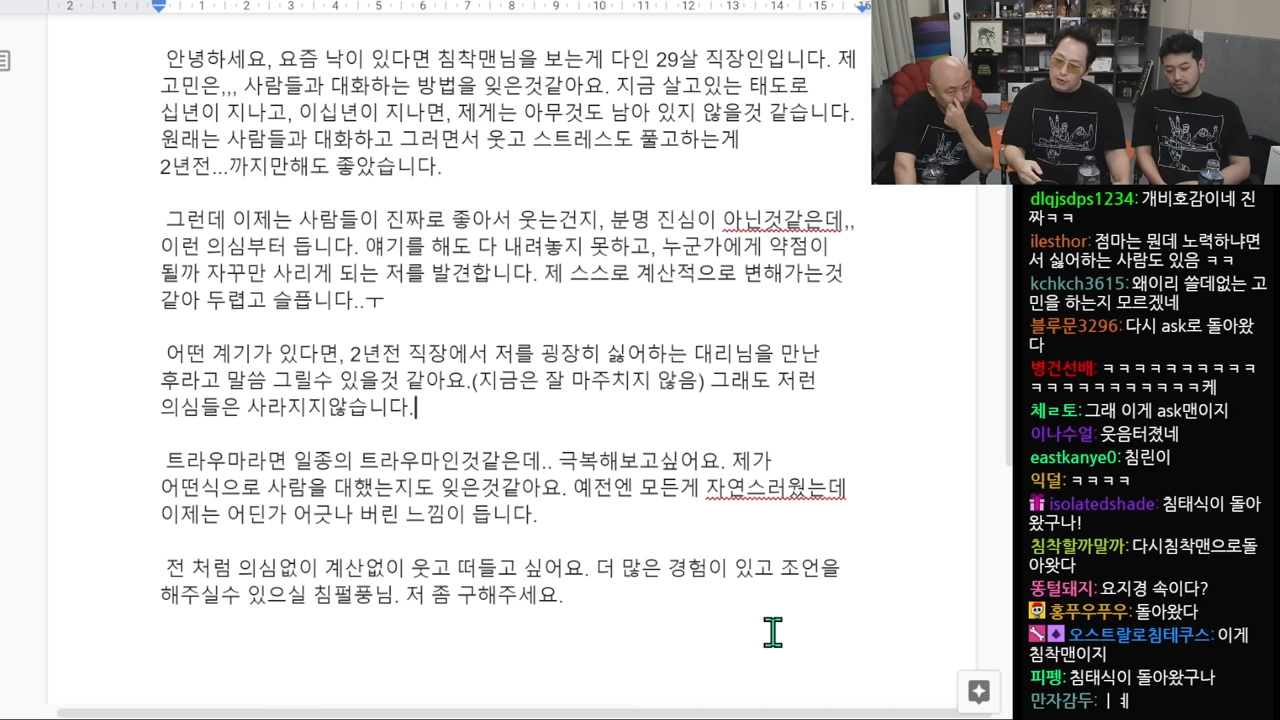 2 1 1 2 3 4 5 6 7 8 9 10 11 12 13 14 15 16
안녕하세요, 요즘 낙이 있다면 침착맨님을 보는게 다인 29살 직장인입니다. 제
고민은,,, 사람들과 대화하는 방법을 잊은것같아요. 지금 살고있는 태도로
십년이 지나고, 이십년이 지나면, 제게는 아무것도 남아 있지 않을것 같습니다.
원래는 사람들과 대화하고 그러면서 웃고 스트레스도 풀고하는게
2년전...까지만해도 좋았습니다.
그런데 이제는 사람들이 진짜로 좋아서 웃는건지, 분명 진심이 아닌것같은데,,
이런 의심부터 듭니다. 얘기를 해도 다 내려놓지 못하고, 누군가에게 약점이
될까 자꾸만 사리게 되는 저를 발견합니다. 제 스스로 계산적으로 변해가는것
같아 두렵고 슬픕니다..ㅜ
어떤 계기가 있다면, 2년전 직장에서 저를 굉장히 싫어하는 대리님을 만난
후라고 말씀 그릴수 있을것 같아요.(지금은 잘 마주치지 않음) 그래도 저런
의심들은 사라지지않습니다.
트라우마라면 일종의 트라우마인것같은데.. 극복해보고싶어요. 제가
어떤식으로 사람을 대했는지도 잊은것같아요. 예전엔 모든게 자연스러웠는데
이제는 어딘가 어긋나 버린 느낌이 듭니다.
전 처럼 의심없이 계산없이 웃고 떠들고 싶어요. 더 많은 경험이 있고 조언을
해주실수 있으실 침펄풍님. 저 좀 구해주세요.
dlqjsdps1234: 개비호감이네 진
짜ㅋㅋ
ilesthor: 점마는 뭔데 노력하냐면
서 싫어하는 사람도 있음 ㅋㅋ
kchkch3615: 왜이리 쓸데없는 고
민을 하는지 모르겠네
블루문3296: 다시 ask로 돌아왔
다
병건선배: ㅋㅋㅋㅋㅋㅋㅋㅋㅋㅋ
ㅋㅋㅋㅋㅋㅋㅋㅋㅋㅋㅋ케
체ㄹ토: 그래 이게 ask맨이지
이나수얼: 웃음터졌네
eastkanye0: 침린이
익덜: ㅋㅋㅋㅋ
isolatedshade: 침태식이 돌아
왔구나!
침착할까말까: 다시침착맨으로돌
아왓다
똥털돼지: 요지경 속이다?
홍푸우푸우: 돌아왔다
오스트랄로침테쿠스: 이게
침착맨이지
피펭: 침태식이 돌아왔구나
만자감두: ㅣㅖ